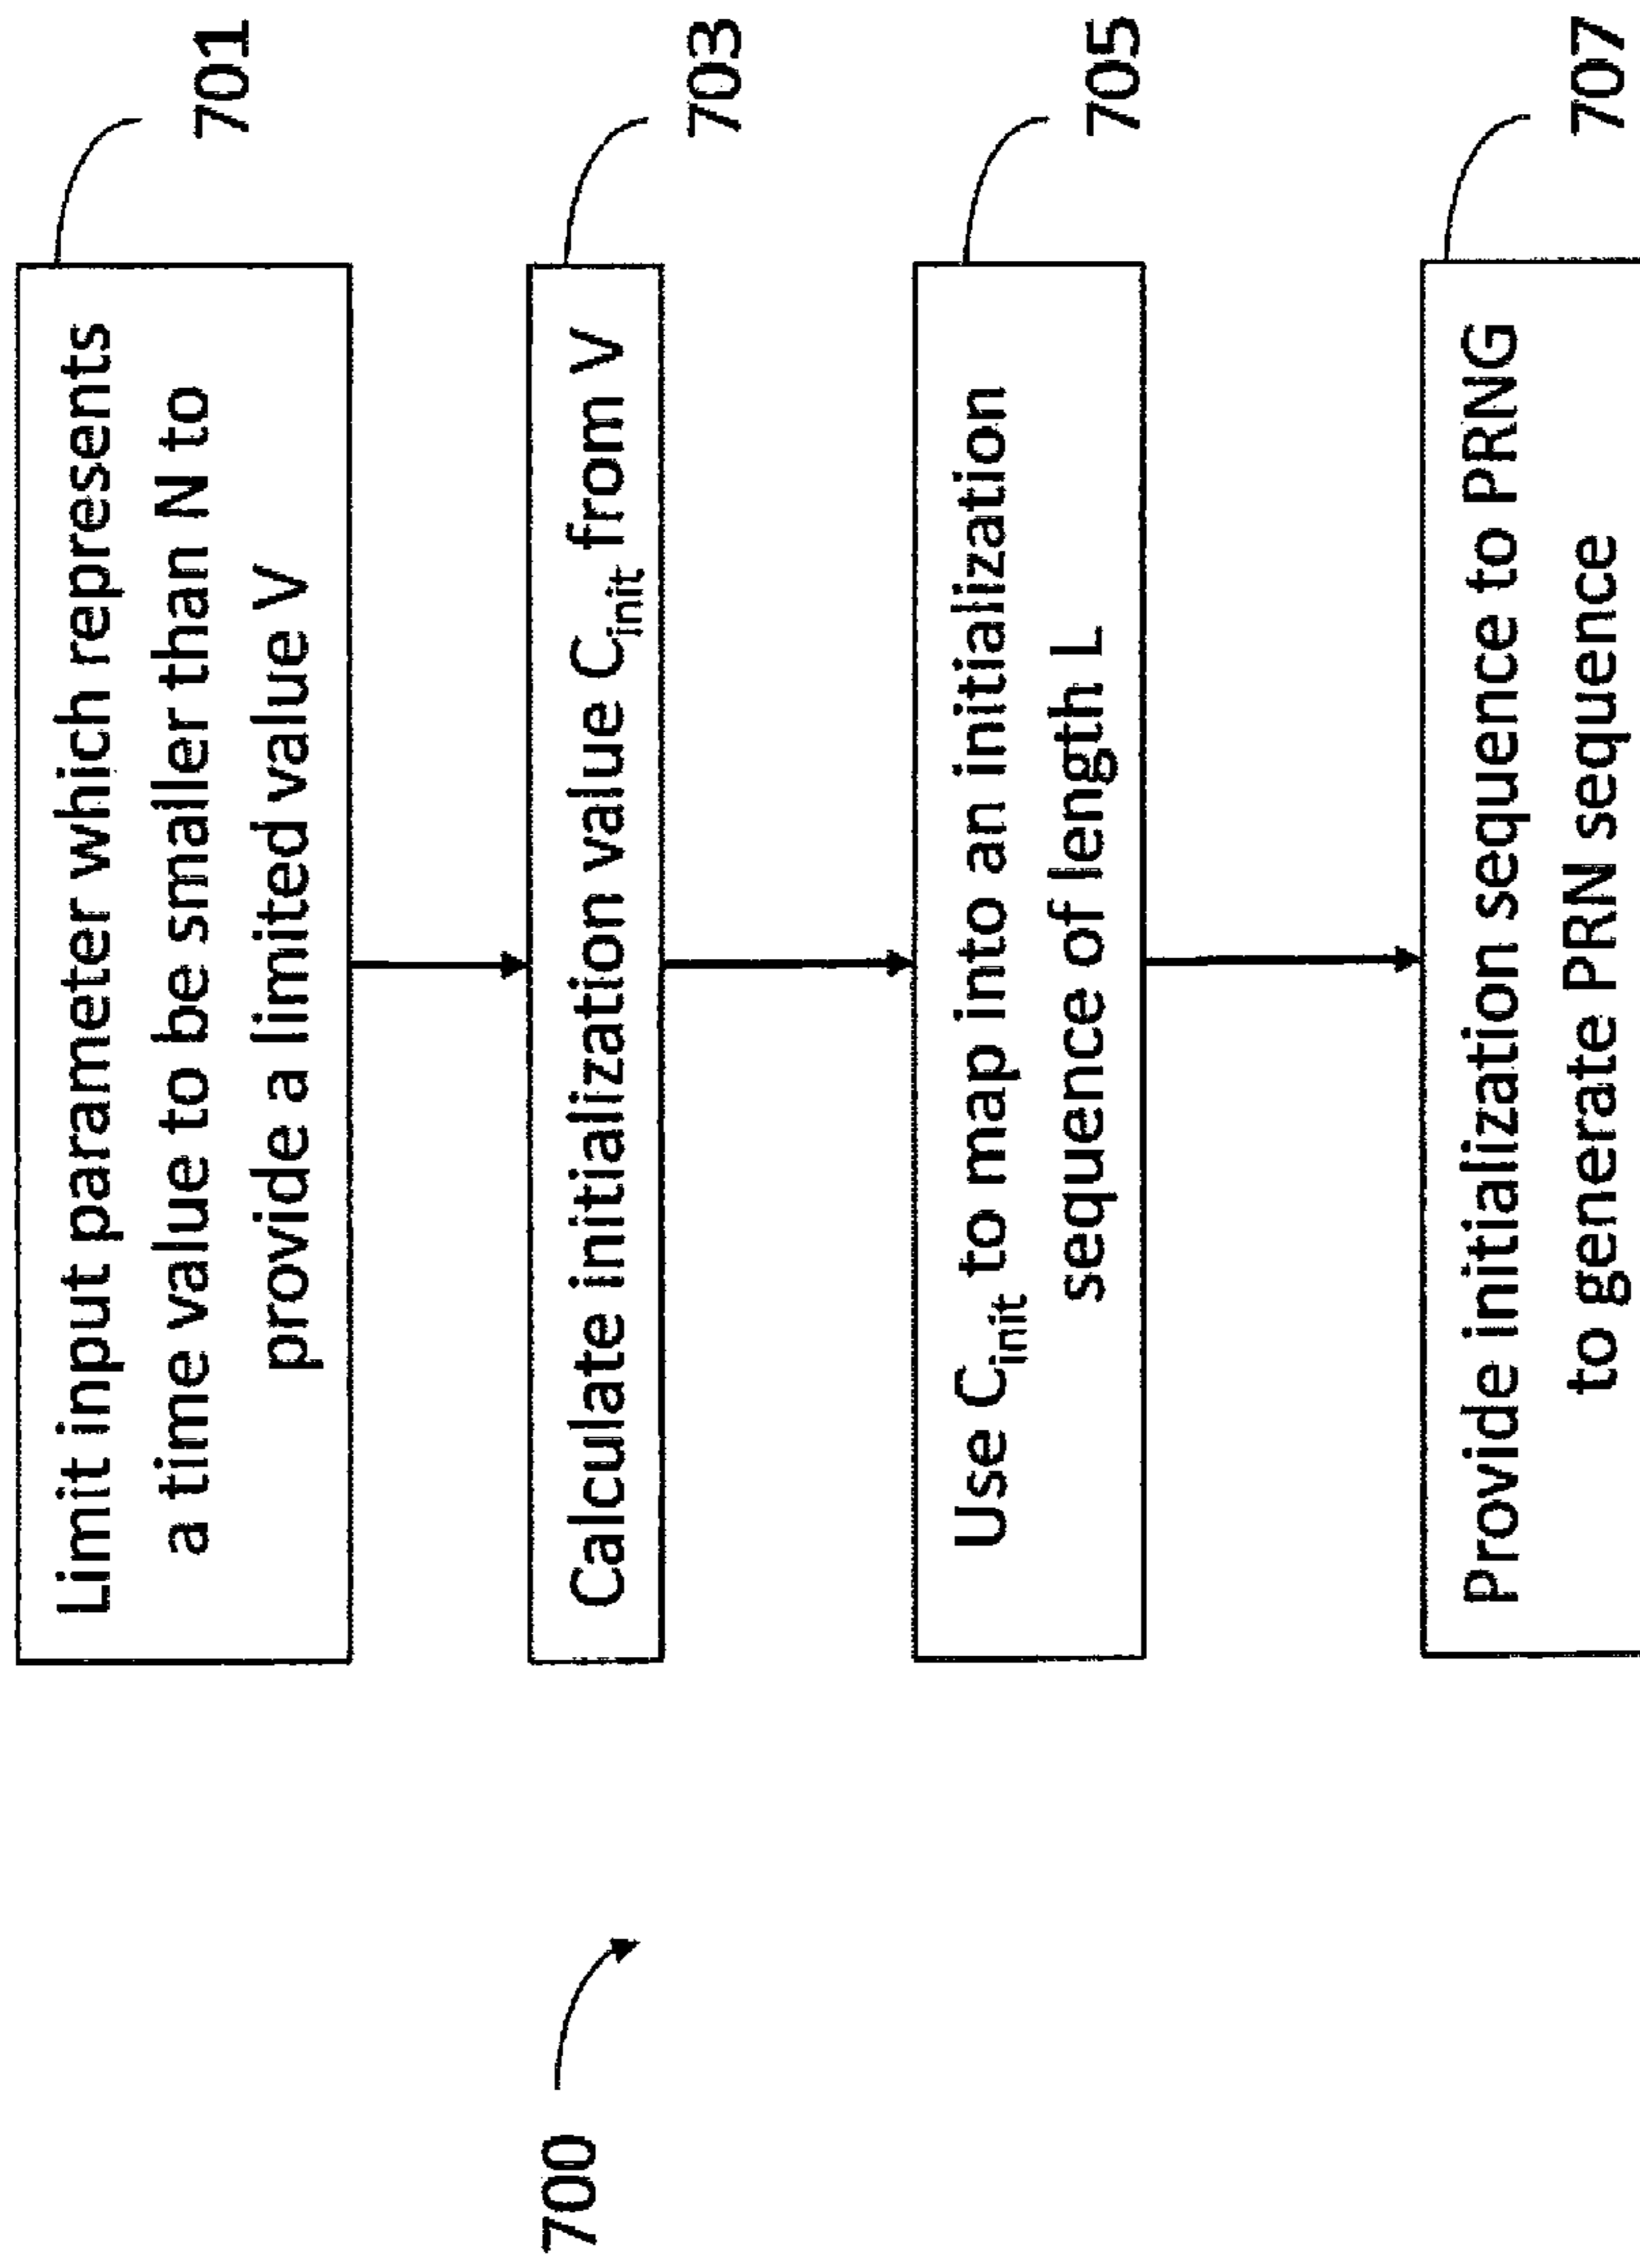 700
Limit input parameter which represents
a time value to be smaller than N to
provide a limited value V
701
Calculate initialization value Cinit from V
703
Use Cinit to map into an initialization
sequence of length L
705
Provide initialization sequence to PRNG
to generate PRN sequence
707